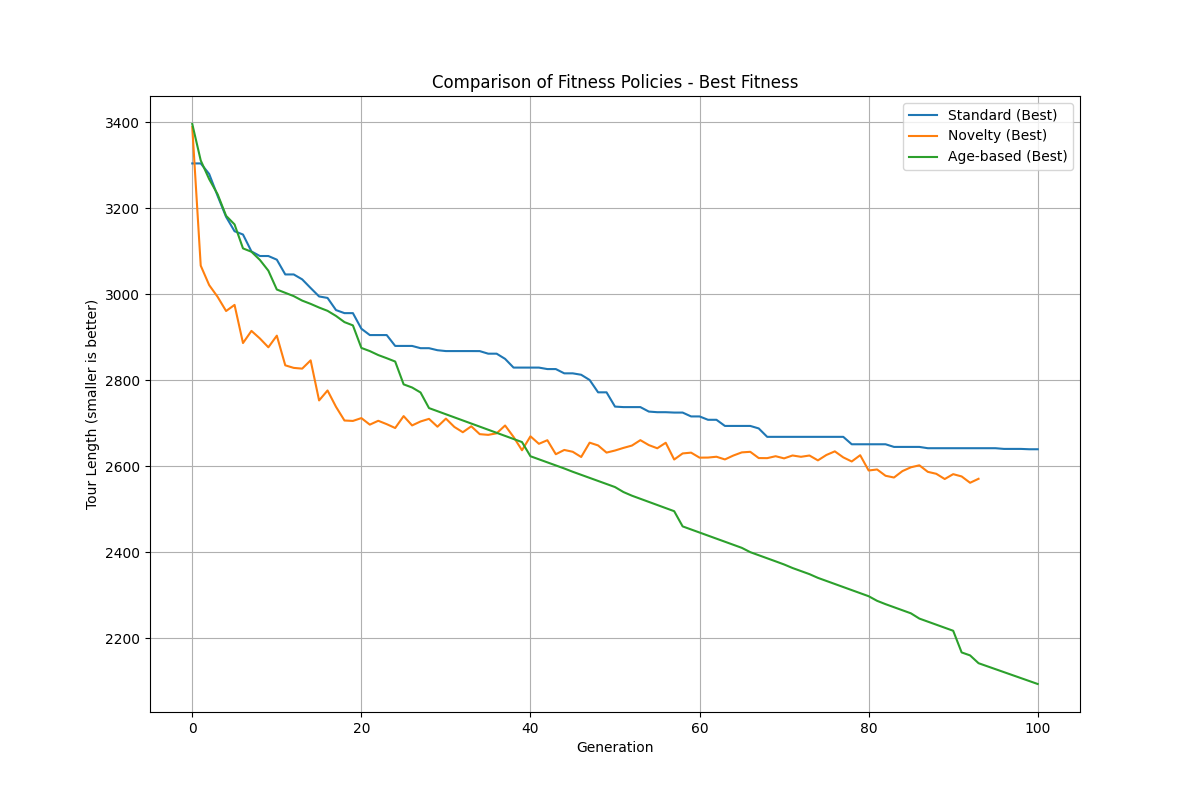 Comparison of Fitness Policies - Best Fitness
Standard (Best)
Novelty (Best)
Age-based (Best)
Tour Length (smaller is better)
3400
3200
3000
2800
2600
2400
2200
0 20 40 60 80 100
Generation